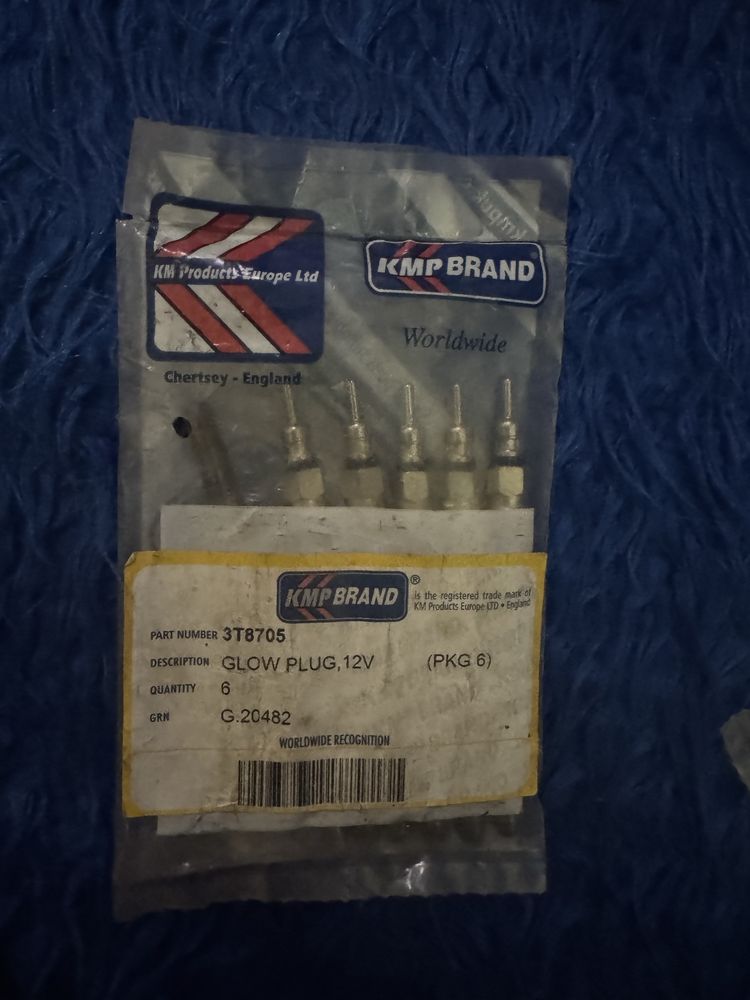 kmpuk
KM Products Europe Ltd
KMP BRAND
Worldwide
Chertsey - England
KMP BRAND ®
is the registered trade mark of
KM Products Europe LTD • England
PART NUMBER 3T8705
DESCRIPTION GLOW PLUG,12V (PKG 6)
QUANTITY 6
GRN G.20482
WORLDWIDE RECOGNITION